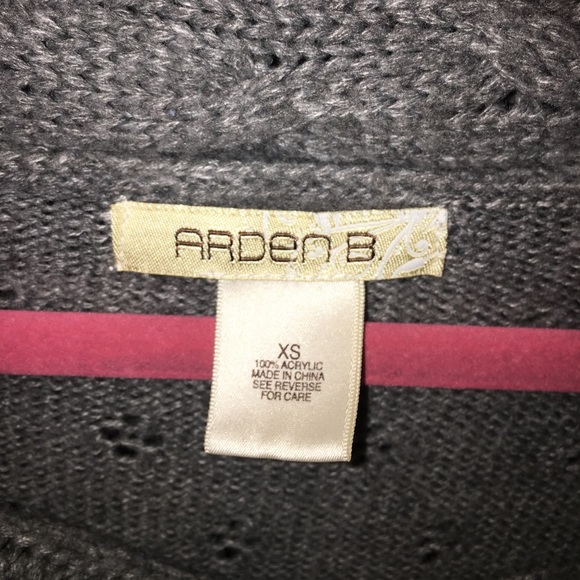 ARDen B.
XS
100% ACRYLIC
MADE IN CHINA
SEE REVERSE
FOR CARE